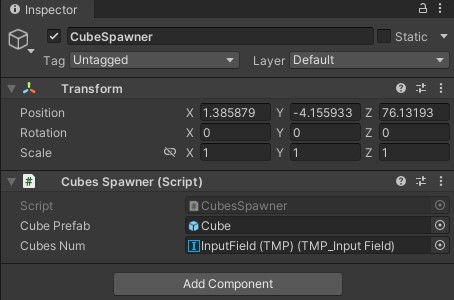 Inspector
CubeSpawner Static
Tag Untagged Layer Default
Transform
Position X 1.385879 Y -4.155933 Z 76.13193
Rotation X 0 Y 0 Z 0
Scale X 1 Y 1 Z 1
# Cubes Spawner (Script)
Script # CubesSpawner
Cube Prefab Cube
Cubes Num InputField (TMP) (TMP_Input Field)
Add Component